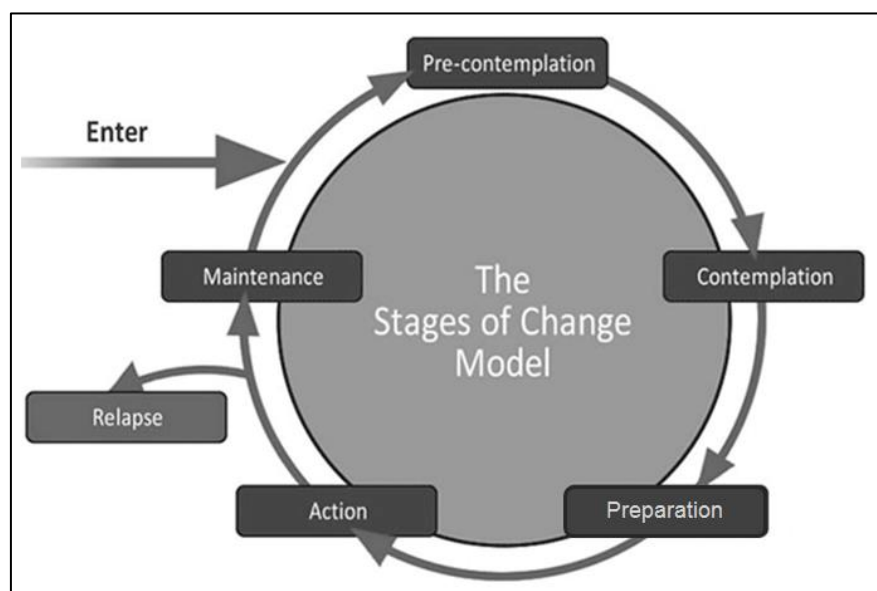 Pre-contemplation
Enter
Maintenance
Contemplation
The
Stages of Change
Model
Relapse
Action
Preparation